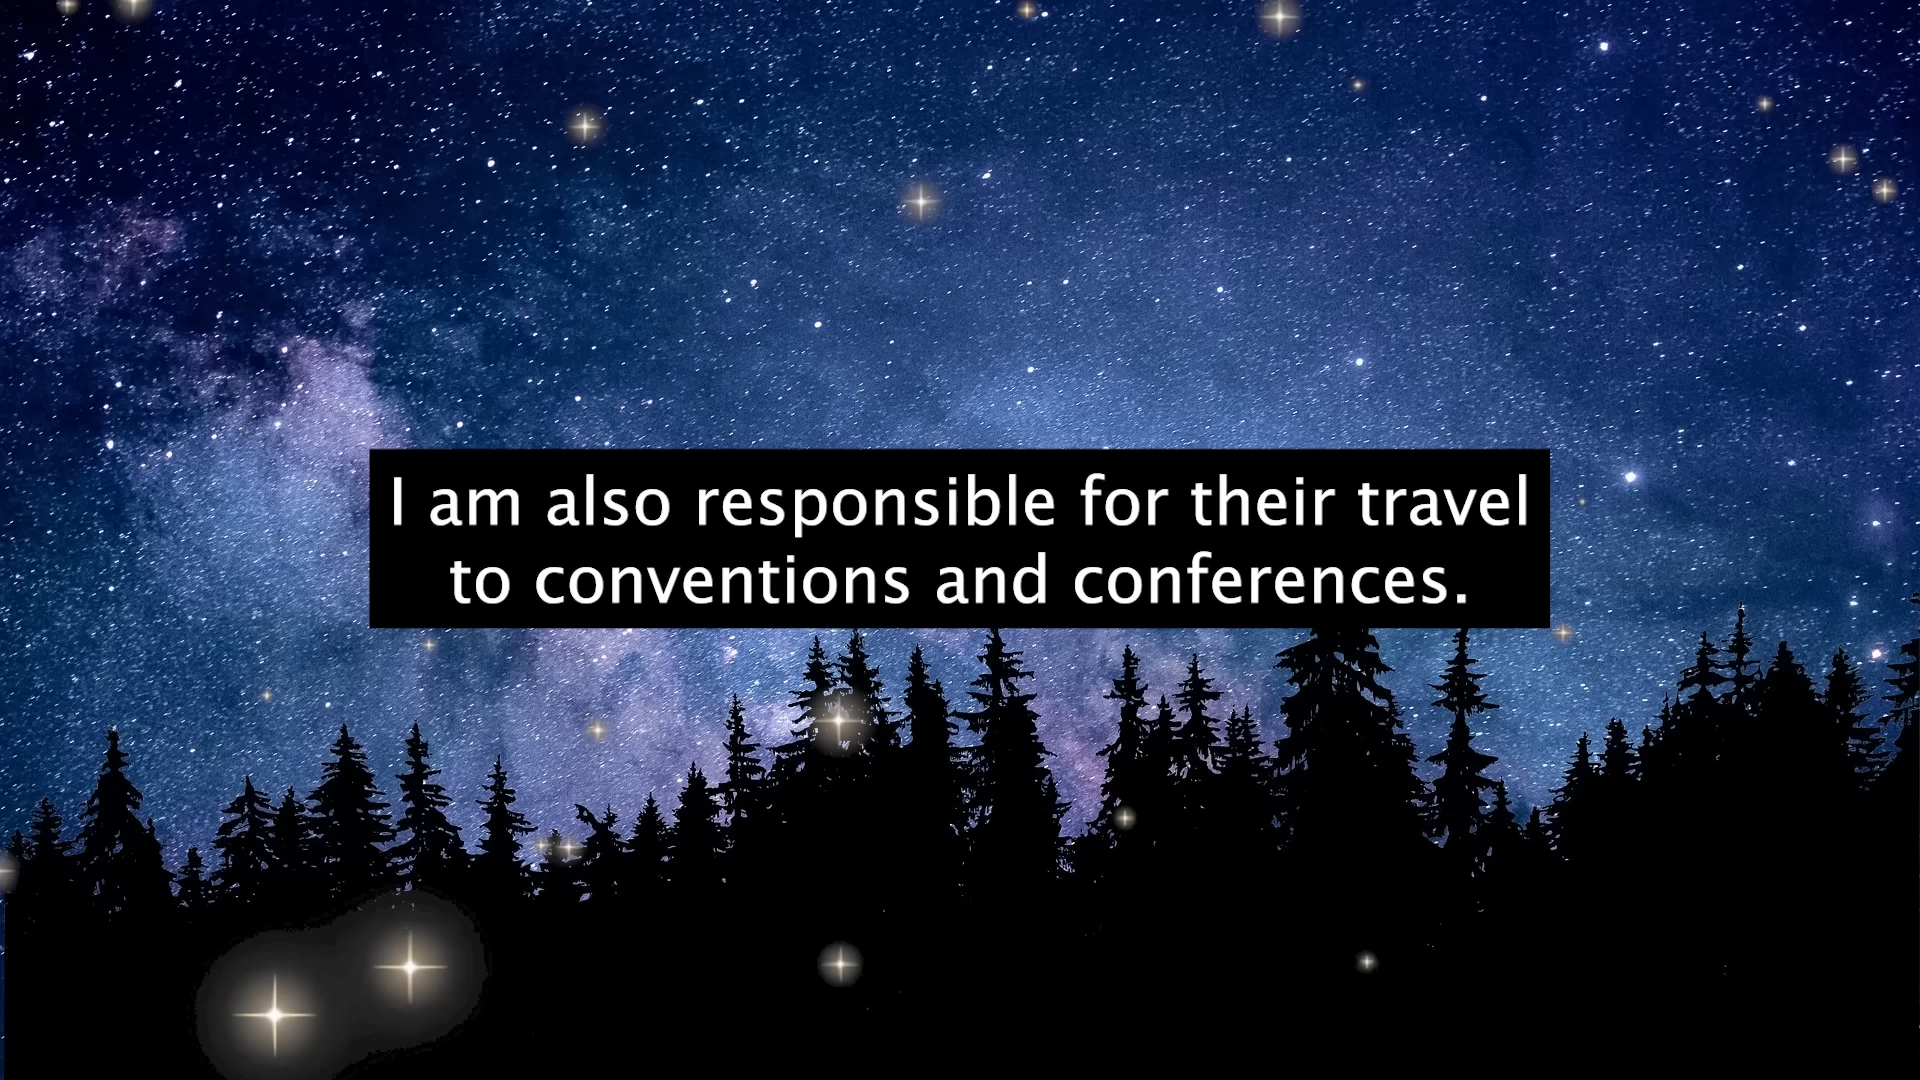 I am also responsible for their travel
to conventions and conferences.